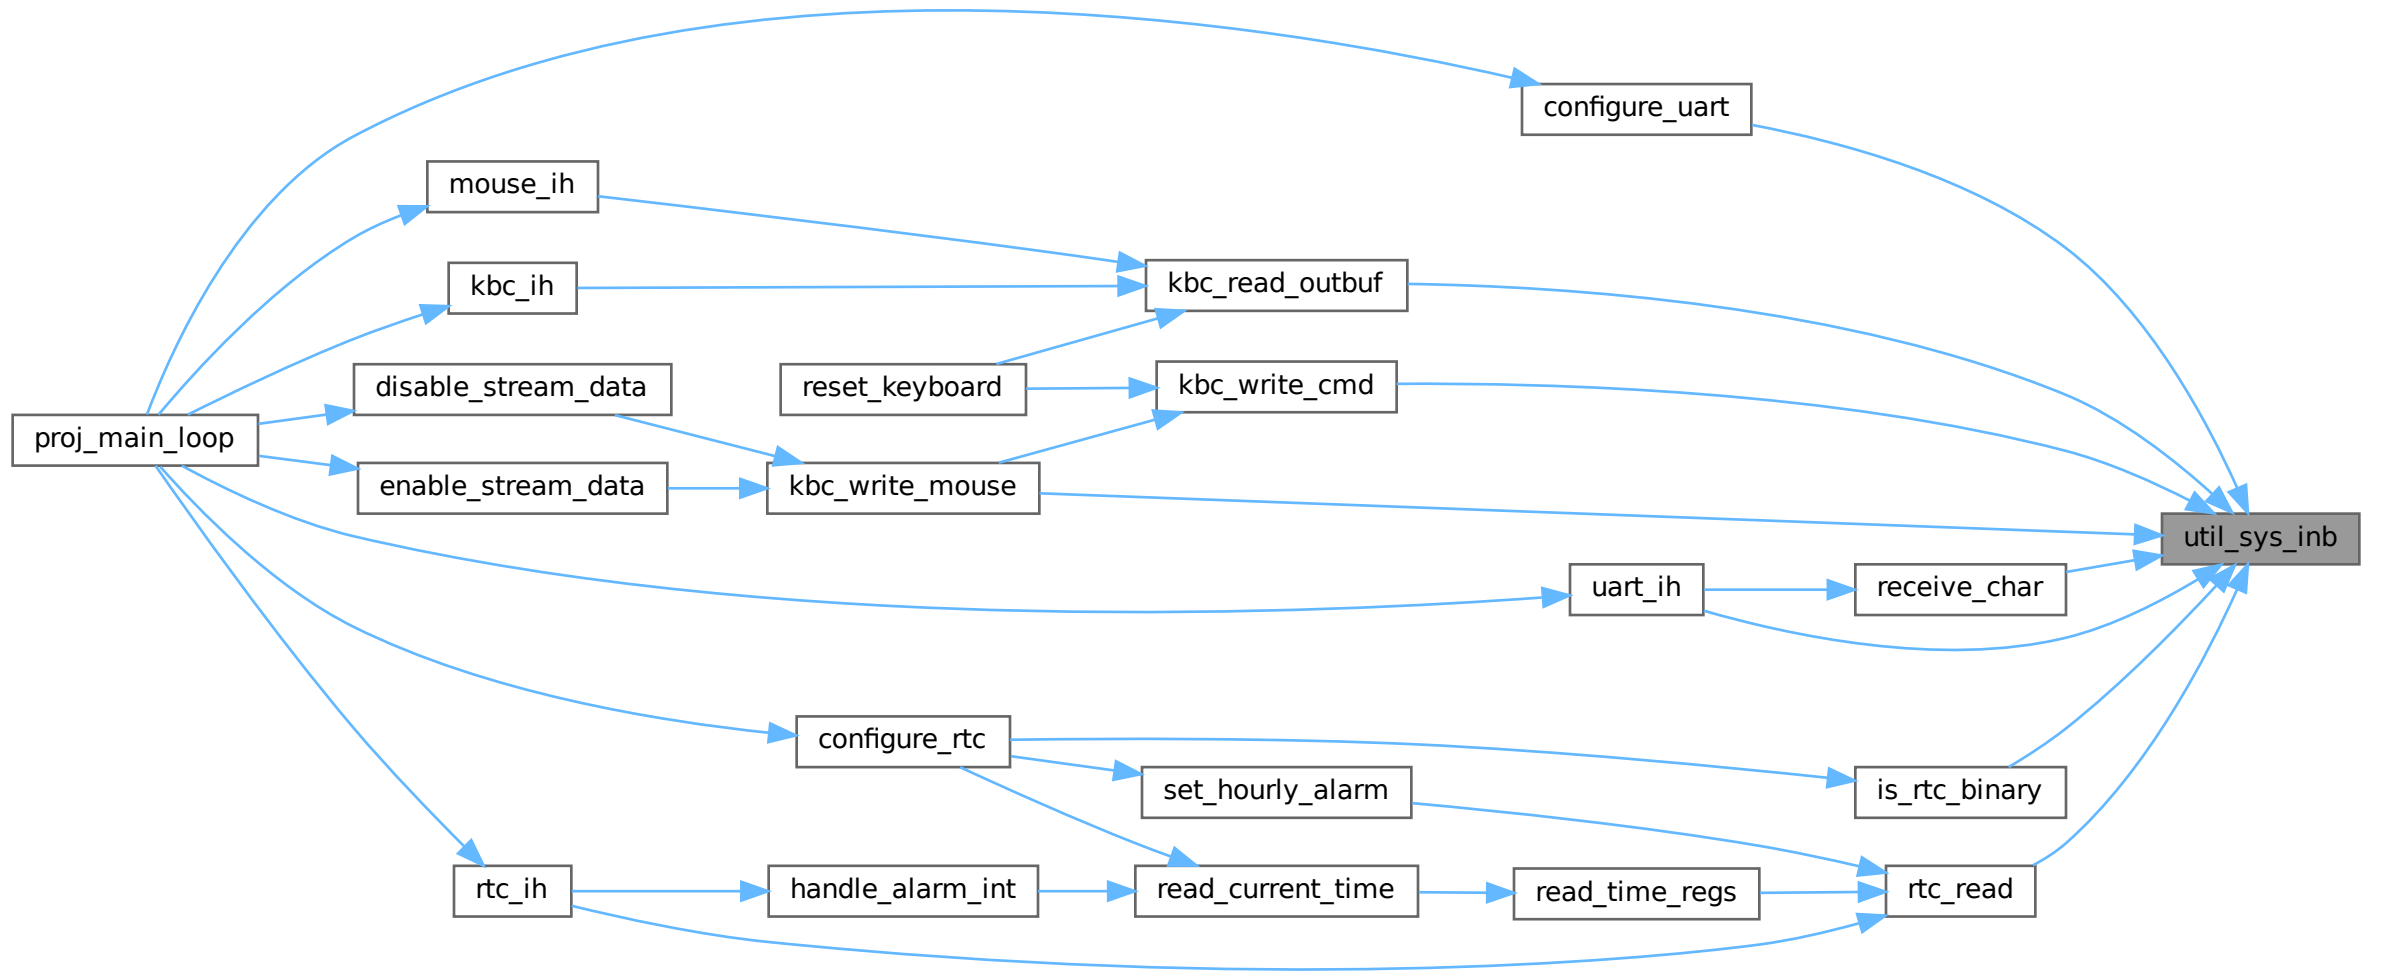 configure_uart
mouse_ih
kbc_ih
kbc_read_outbuf
disable_stream_data
reset_keyboard
kbc_write_cmd
proj_main_loop
enable_stream_data
kbc_write_mouse
util_sys_inb
uart_ih
receive_char
configure_rtc
set_hourly_alarm
is_rtc_binary
rtc_ih
handle_alarm_int
read_current_time
read_time_regs
rtc_read